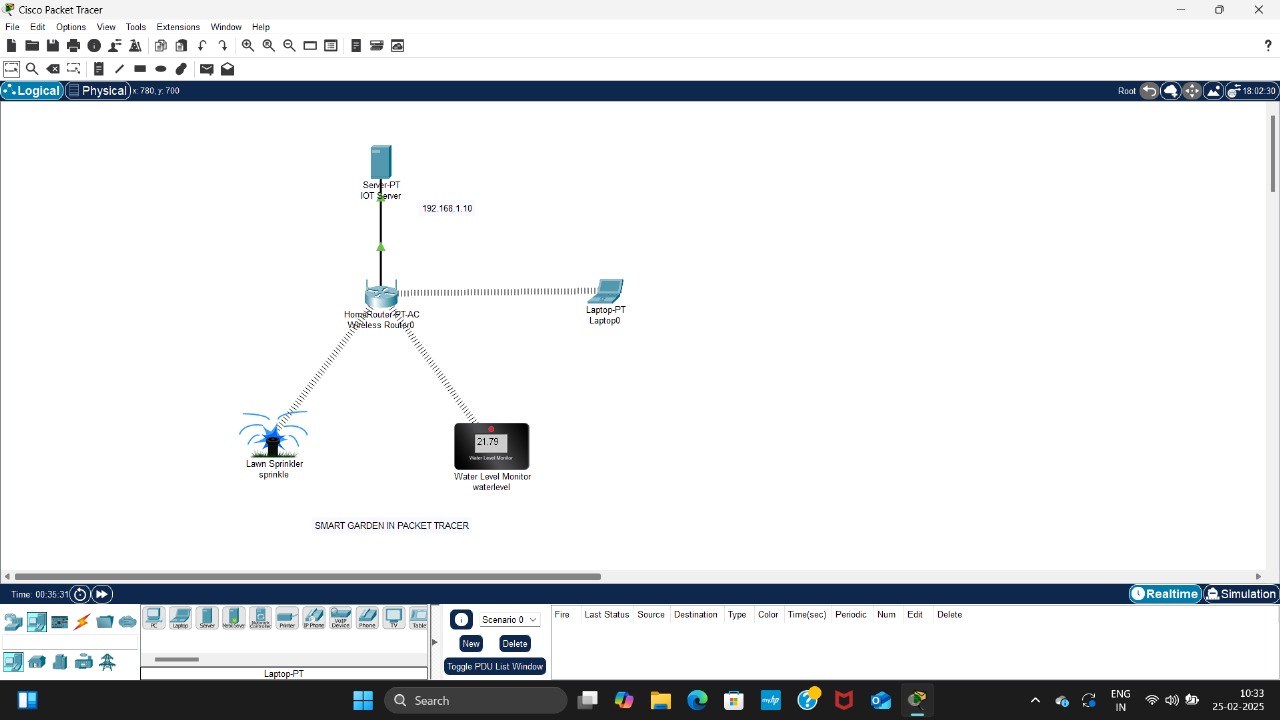 Cisco Packet Tracer
File Edit Options View Tools Extensions Window Help
?
Logical Physical x: 780, y: 700 Root 18:02:30
Server-PT
IOT Server
192.168.1.10
HomeRouter-PT-AC
Wireless Router0
Laptop-PT
Laptop0
21.79
Water Level Monitor
Lawn Sprinkler
sprinkle
Water Level Monitor
waterlevel
SMART GARDEN IN PACKET TRACER
Time: 00:35:31 Realtime Simulation
PC Laptop Server Printer IP Phone VoIP Device Phone TV Table
Scenario 0
New Delete
Toggle PDU List Window
Fire Last Status Source Destination Type Color Time(sec) Periodic Num Edit Delete
Laptop-PT
Search
ENG
IN
10:33
25-02-2025